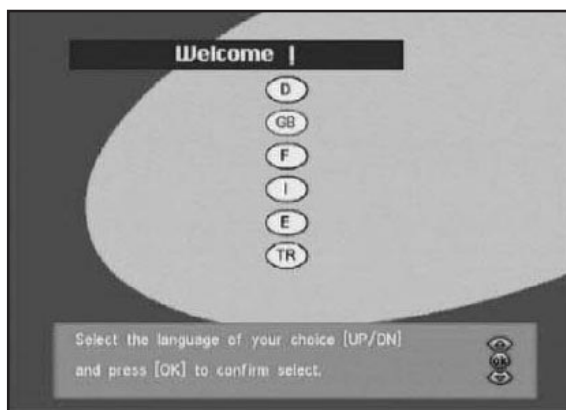 Welcome !
D
GB
F
I
E
TR
Select the language of your choice [UP/DN]
and press [OK] to confirm select.
OK